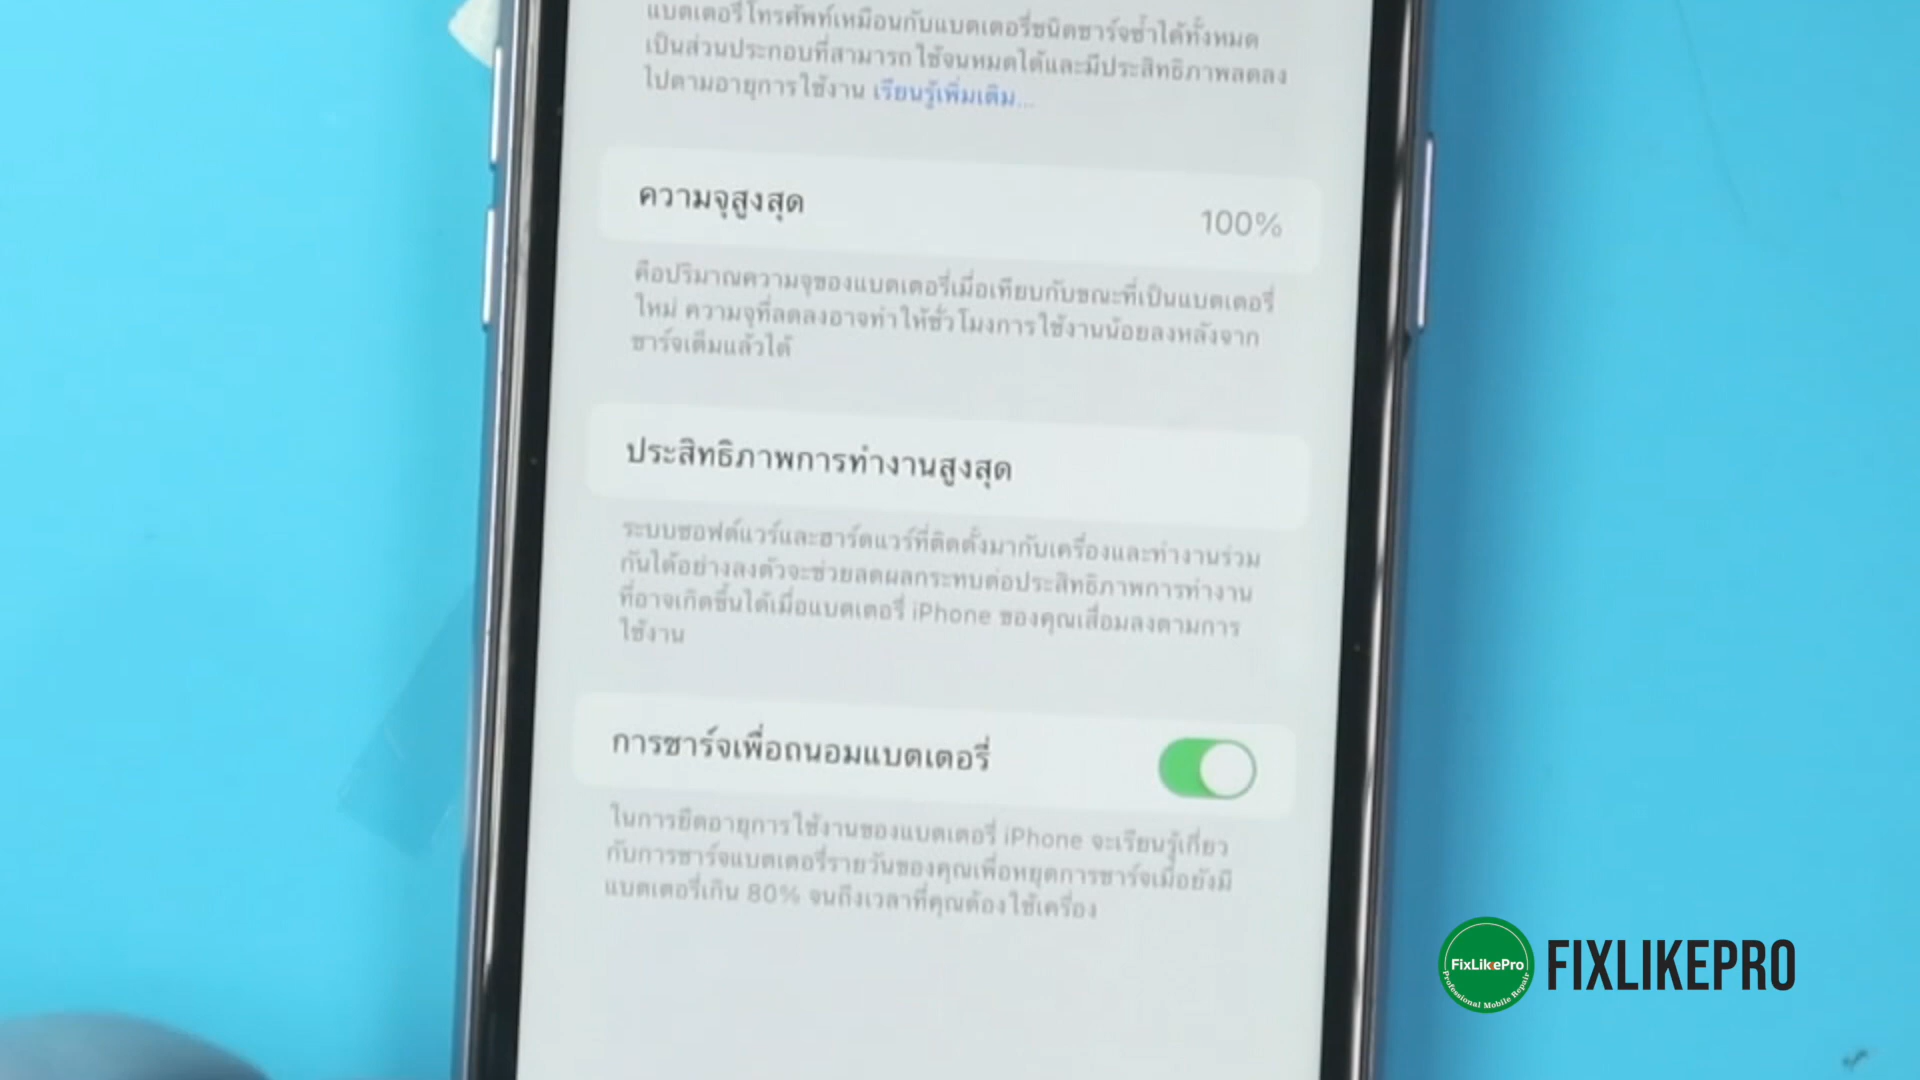 แบตเตอรี่โทรศัพท์เหมือนกับแบตเตอรี่ชนิดชาร์จซ้ำได้ทั้งหมด
เป็นส่วนประกอบที่สามารถใช้จนหมดได้และมีประสิทธิภาพลดลง
ไปตามอายุการใช้งาน เรียนรู้เพิ่มเติม...
ความจุสูงสุด
100%
คือปริมาณความจุของแบตเตอรี่เมื่อเทียบกับขณะที่เป็นแบตเตอรี่
ใหม่ ความจุที่ลดลงอาจทำให้ชั่วโมงการใช้งานน้อยลงหลังจาก
ชาร์จเต็มแล้วได้
ประสิทธิภาพการทำงานสูงสุด
ระบบซอฟต์แวร์และฮาร์ดแวร์ที่ติดตั้งมากับเครื่องและทำงานร่วม
กันได้อย่างลงตัวจะช่วยลดผลกระทบต่อประสิทธิภาพการทำงาน
ที่อาจเกิดขึ้นได้เมื่อแบตเตอรี่ iPhone ของคุณเสื่อมลงตามการ
ใช้งาน
การชาร์จเพื่อถนอมแบตเตอรี่
ในการยืดอายุการใช้งานของแบตเตอรี่ iPhone จะเรียนรู้เกี่ยว
กับการชาร์จแบตเตอรี่รายวันของคุณเพื่อหยุดการชาร์จเมื่อยังมี
แบตเตอรี่เกิน 80% จนถึงเวลาที่คุณต้องใช้เครื่อง
FixLikePro
Professional Mobile Repair
FIXLIKEPRO